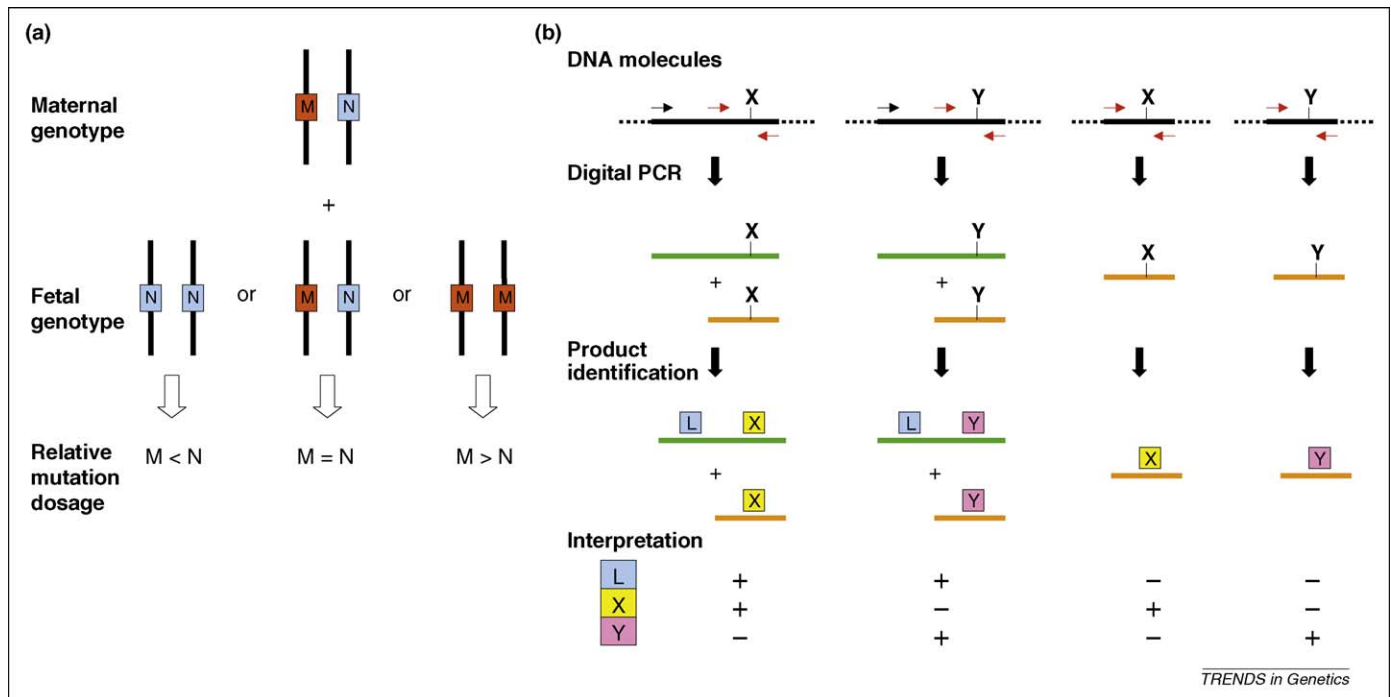 (a)
Maternal
genotype
M N
+
Fetal
genotype
N N or M N or M M
Relative
mutation
dosage
M < N M = N M > N
(b)
DNA molecules
X Y X Y
Digital PCR
X Y X Y
+ +
X Y
Product
identification
L X L Y
+ + X Y
X Y
Interpretation
L + + − −
X + − + −
Y − + − +
TRENDS in Genetics